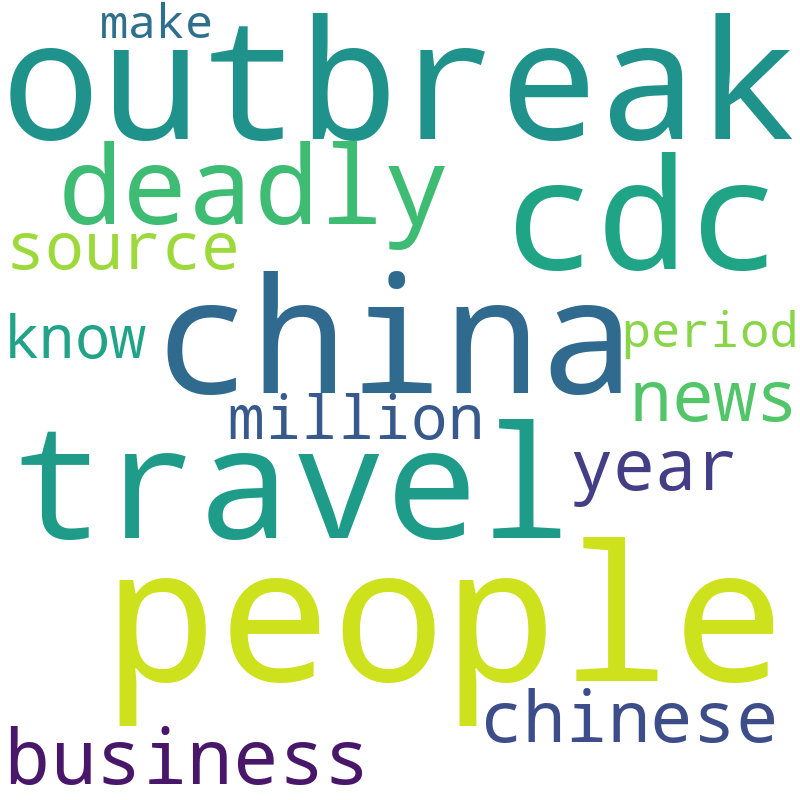 make
outbreak
deadly
cdc
source
china
know
period
news
million
travel
year
people
chinese
business